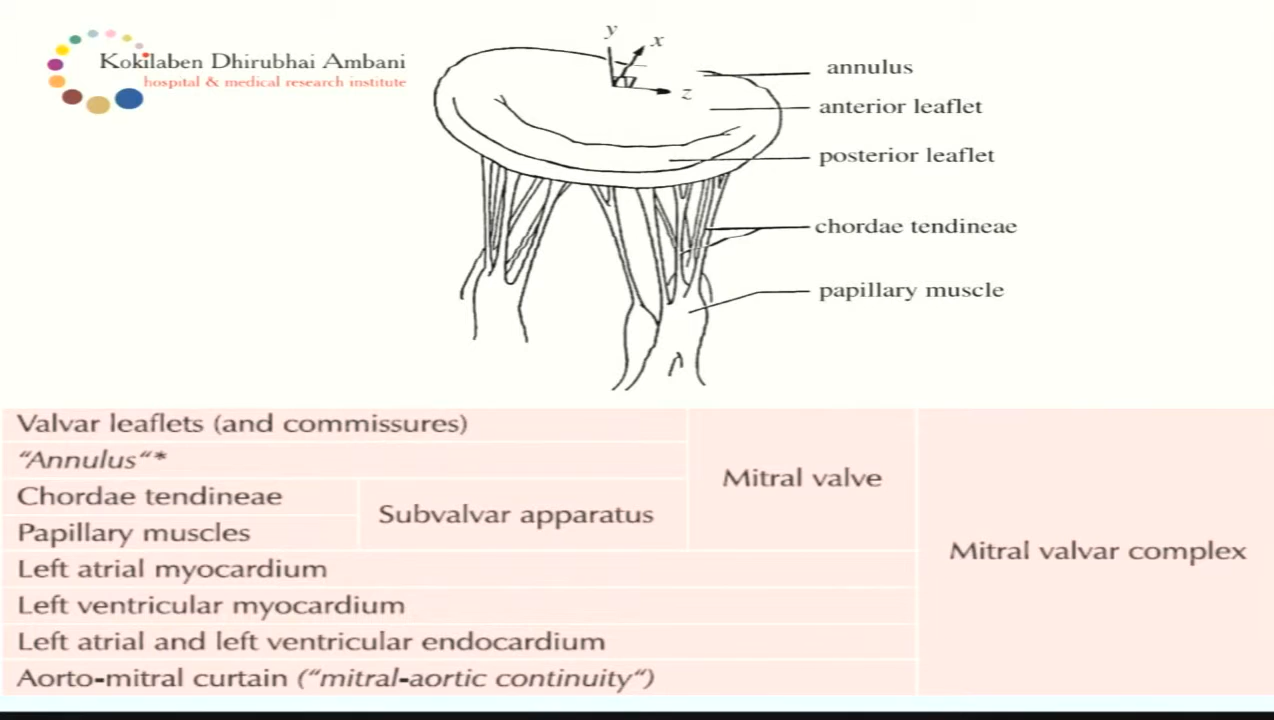 Kokilaben Dhirubhai Ambani
hospital & medical research institute
y
x
z
annulus
anterior leaflet
posterior leaflet
chordae tendineae
papillary muscle
Valvar leaflets (and commissures)
“Annulus“*
Chordae tendineae
Papillary muscles
Subvalvar apparatus
Mitral valve
Left atrial myocardium
Left ventricular myocardium
Left atrial and left ventricular endocardium
Aorto-mitral curtain (“mitral-aortic continuity“)
Mitral valvar complex